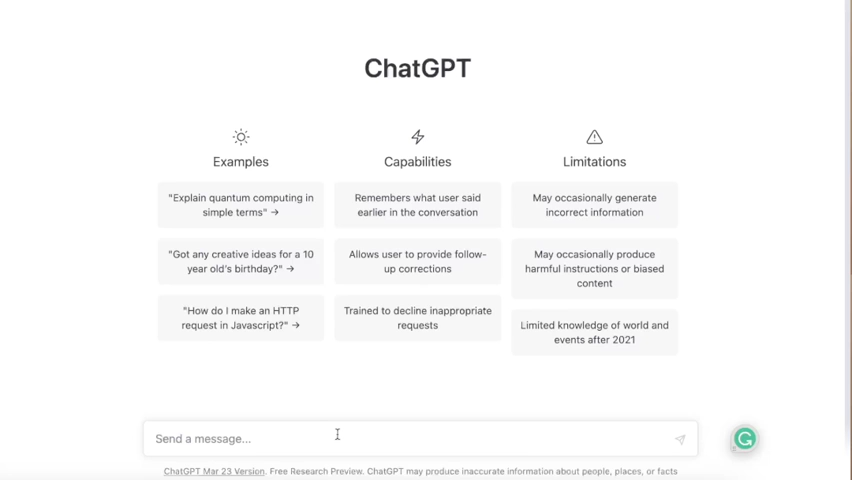 ChatGPT
Examples
Capabilities
Limitations
"Explain quantum computing in
simple terms" →
Remembers what user said
earlier in the conversation
May occasionally generate
incorrect information
"Got any creative ideas for a 10
year old's birthday?" →
Allows user to provide follow-
up corrections
May occasionally produce
harmful instructions or biased
content
"How do I make an HTTP
request in Javascript?" →
Trained to decline inappropriate
requests
Limited knowledge of world and
events after 2021
Send a message...
ChatGPT Mar 23 Version. Free Research Preview. ChatGPT may produce inaccurate information about people, places, or facts